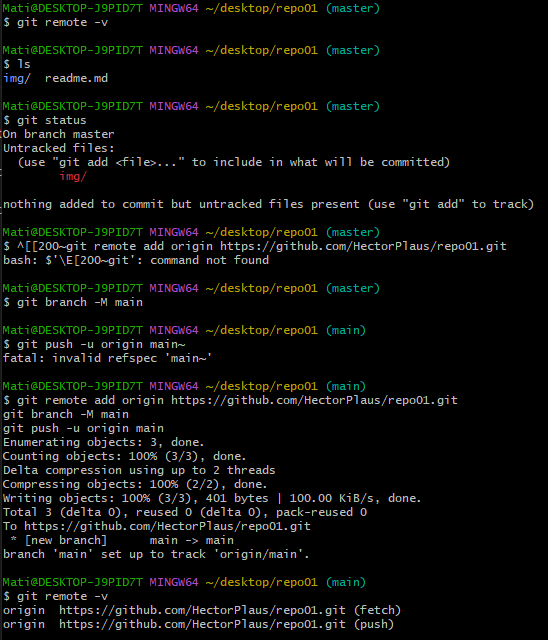 Mati@DESKTOP-J9PID7T MINGW64 ~/desktop/repo01 (master)
$ git remote -v
Mati@DESKTOP-J9PID7T MINGW64 ~/desktop/repo01 (master)
$ ls
img/  readme.md
Mati@DESKTOP-J9PID7T MINGW64 ~/desktop/repo01 (master)
$ git status
On branch master
Untracked files:
  (use "git add <file>..." to include in what will be committed)
        img/
nothing added to commit but untracked files present (use "git add" to track)
Mati@DESKTOP-J9PID7T MINGW64 ~/desktop/repo01 (master)
$ ^[[200~git remote add origin https://github.com/HectorPlaus/repo01.git
bash: $'\E[200~git': command not found
Mati@DESKTOP-J9PID7T MINGW64 ~/desktop/repo01 (master)
$ git branch -M main
Mati@DESKTOP-J9PID7T MINGW64 ~/desktop/repo01 (main)
$ git push -u origin main~
fatal: invalid refspec 'main~'
Mati@DESKTOP-J9PID7T MINGW64 ~/desktop/repo01 (main)
$ git remote add origin https://github.com/HectorPlaus/repo01.git
git branch -M main
git push -u origin main
Enumerating objects: 3, done.
Counting objects: 100% (3/3), done.
Delta compression using up to 2 threads
Compressing objects: 100% (2/2), done.
Writing objects: 100% (3/3), 401 bytes | 100.00 KiB/s, done.
Total 3 (delta 0), reused 0 (delta 0), pack-reused 0
To https://github.com/HectorPlaus/repo01.git
 * [new branch]      main -> main
branch 'main' set up to track 'origin/main'.
Mati@DESKTOP-J9PID7T MINGW64 ~/desktop/repo01 (main)
$ git remote -v
origin  https://github.com/HectorPlaus/repo01.git (fetch)
origin  https://github.com/HectorPlaus/repo01.git (push)